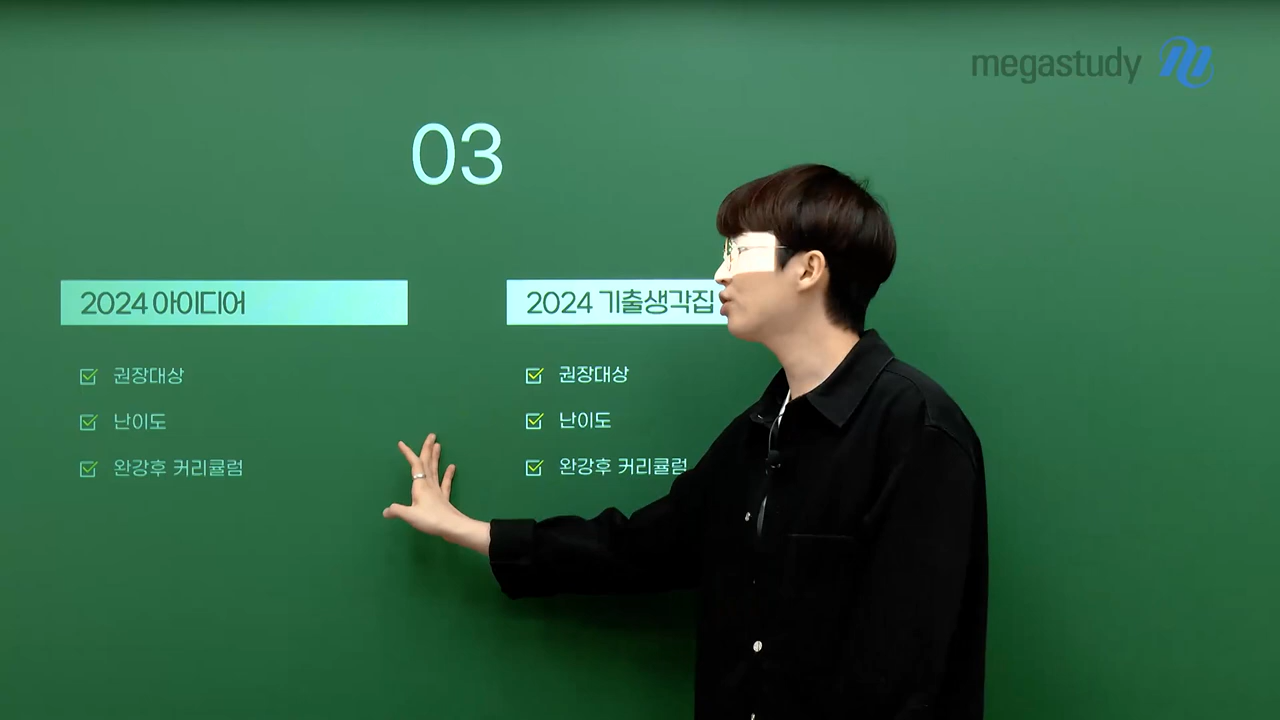 megastudy
03
2024 아이디어
권장대상
난이도
완강후 커리큘럼
2024 기출생각집
권장대상
난이도
완강후 커리큘럼